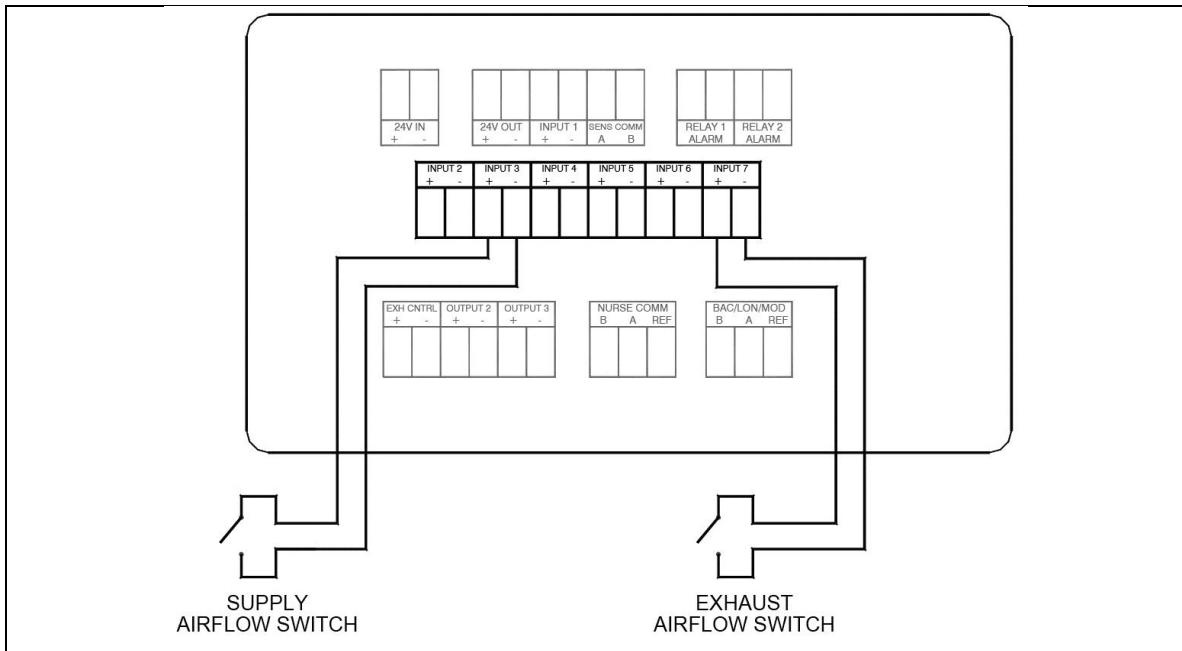 24V IN
+ -
24V OUT INPUT 1 SENS COMM
+ - + - A B
RELAY 1 RELAY 2
ALARM ALARM
INPUT 2 INPUT 3 INPUT 4 INPUT 5 INPUT 6 INPUT 7
+ - + - + - + - + - + -
EXH CNTRL OUTPUT 2 OUTPUT 3
+ - + - + -
NURSE COMM
B A REF
BAC/LON/MOD
B A REF
SUPPLY
AIRFLOW SWITCH
EXHAUST
AIRFLOW SWITCH